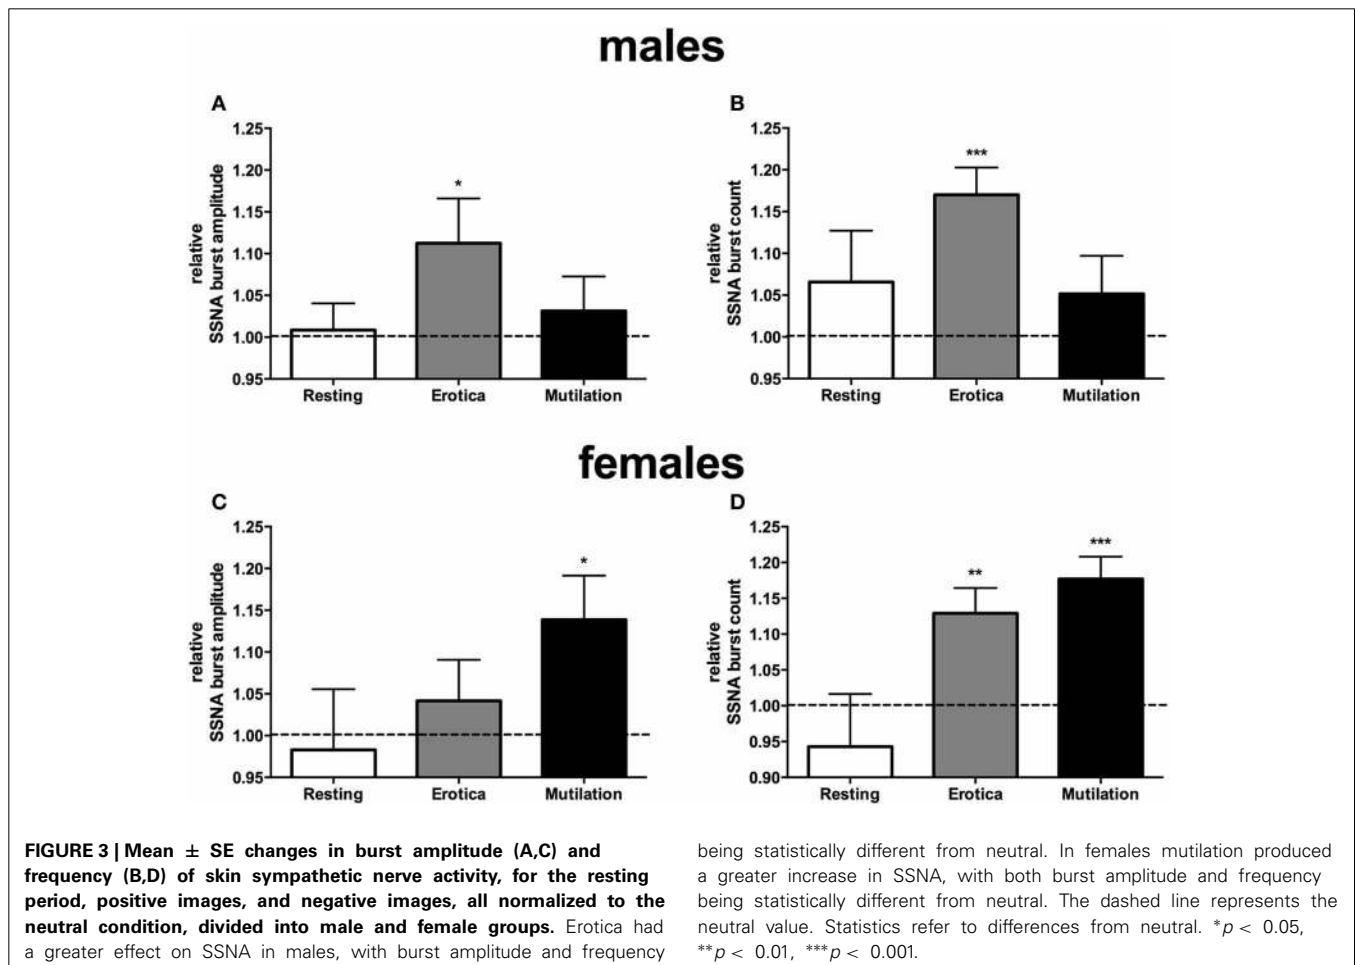 males
A
B
1.25
1.20
1.15
1.10
1.05
1.00
0.95
relative
SSNA burst amplitude
*
Resting Erotica Mutilation
1.25
1.20
1.15
1.10
1.05
1.00
0.95
relative
SSNA burst count
***
Resting Erotica Mutilation
females
C
D
1.25
1.20
1.15
1.10
1.05
1.00
0.95
relative
SSNA burst amplitude
*
Resting Erotica Mutilation
1.25
1.20
1.15
1.10
1.05
1.00
0.95
0.90
relative
SSNA burst count
**
***
Resting Erotica Mutilation
FIGURE 3 | Mean ± SE changes in burst amplitude (A,C) and
frequency (B,D) of skin sympathetic nerve activity, for the resting
period, positive images, and negative images, all normalized to the
neutral condition, divided into male and female groups. Erotica had
a greater effect on SSNA in males, with burst amplitude and frequency
being statistically different from neutral. In females mutilation produced
a greater increase in SSNA, with both burst amplitude and frequency
being statistically different from neutral. The dashed line represents the
neutral value. Statistics refer to differences from neutral. *p < 0.05,
**p < 0.01, ***p < 0.001.